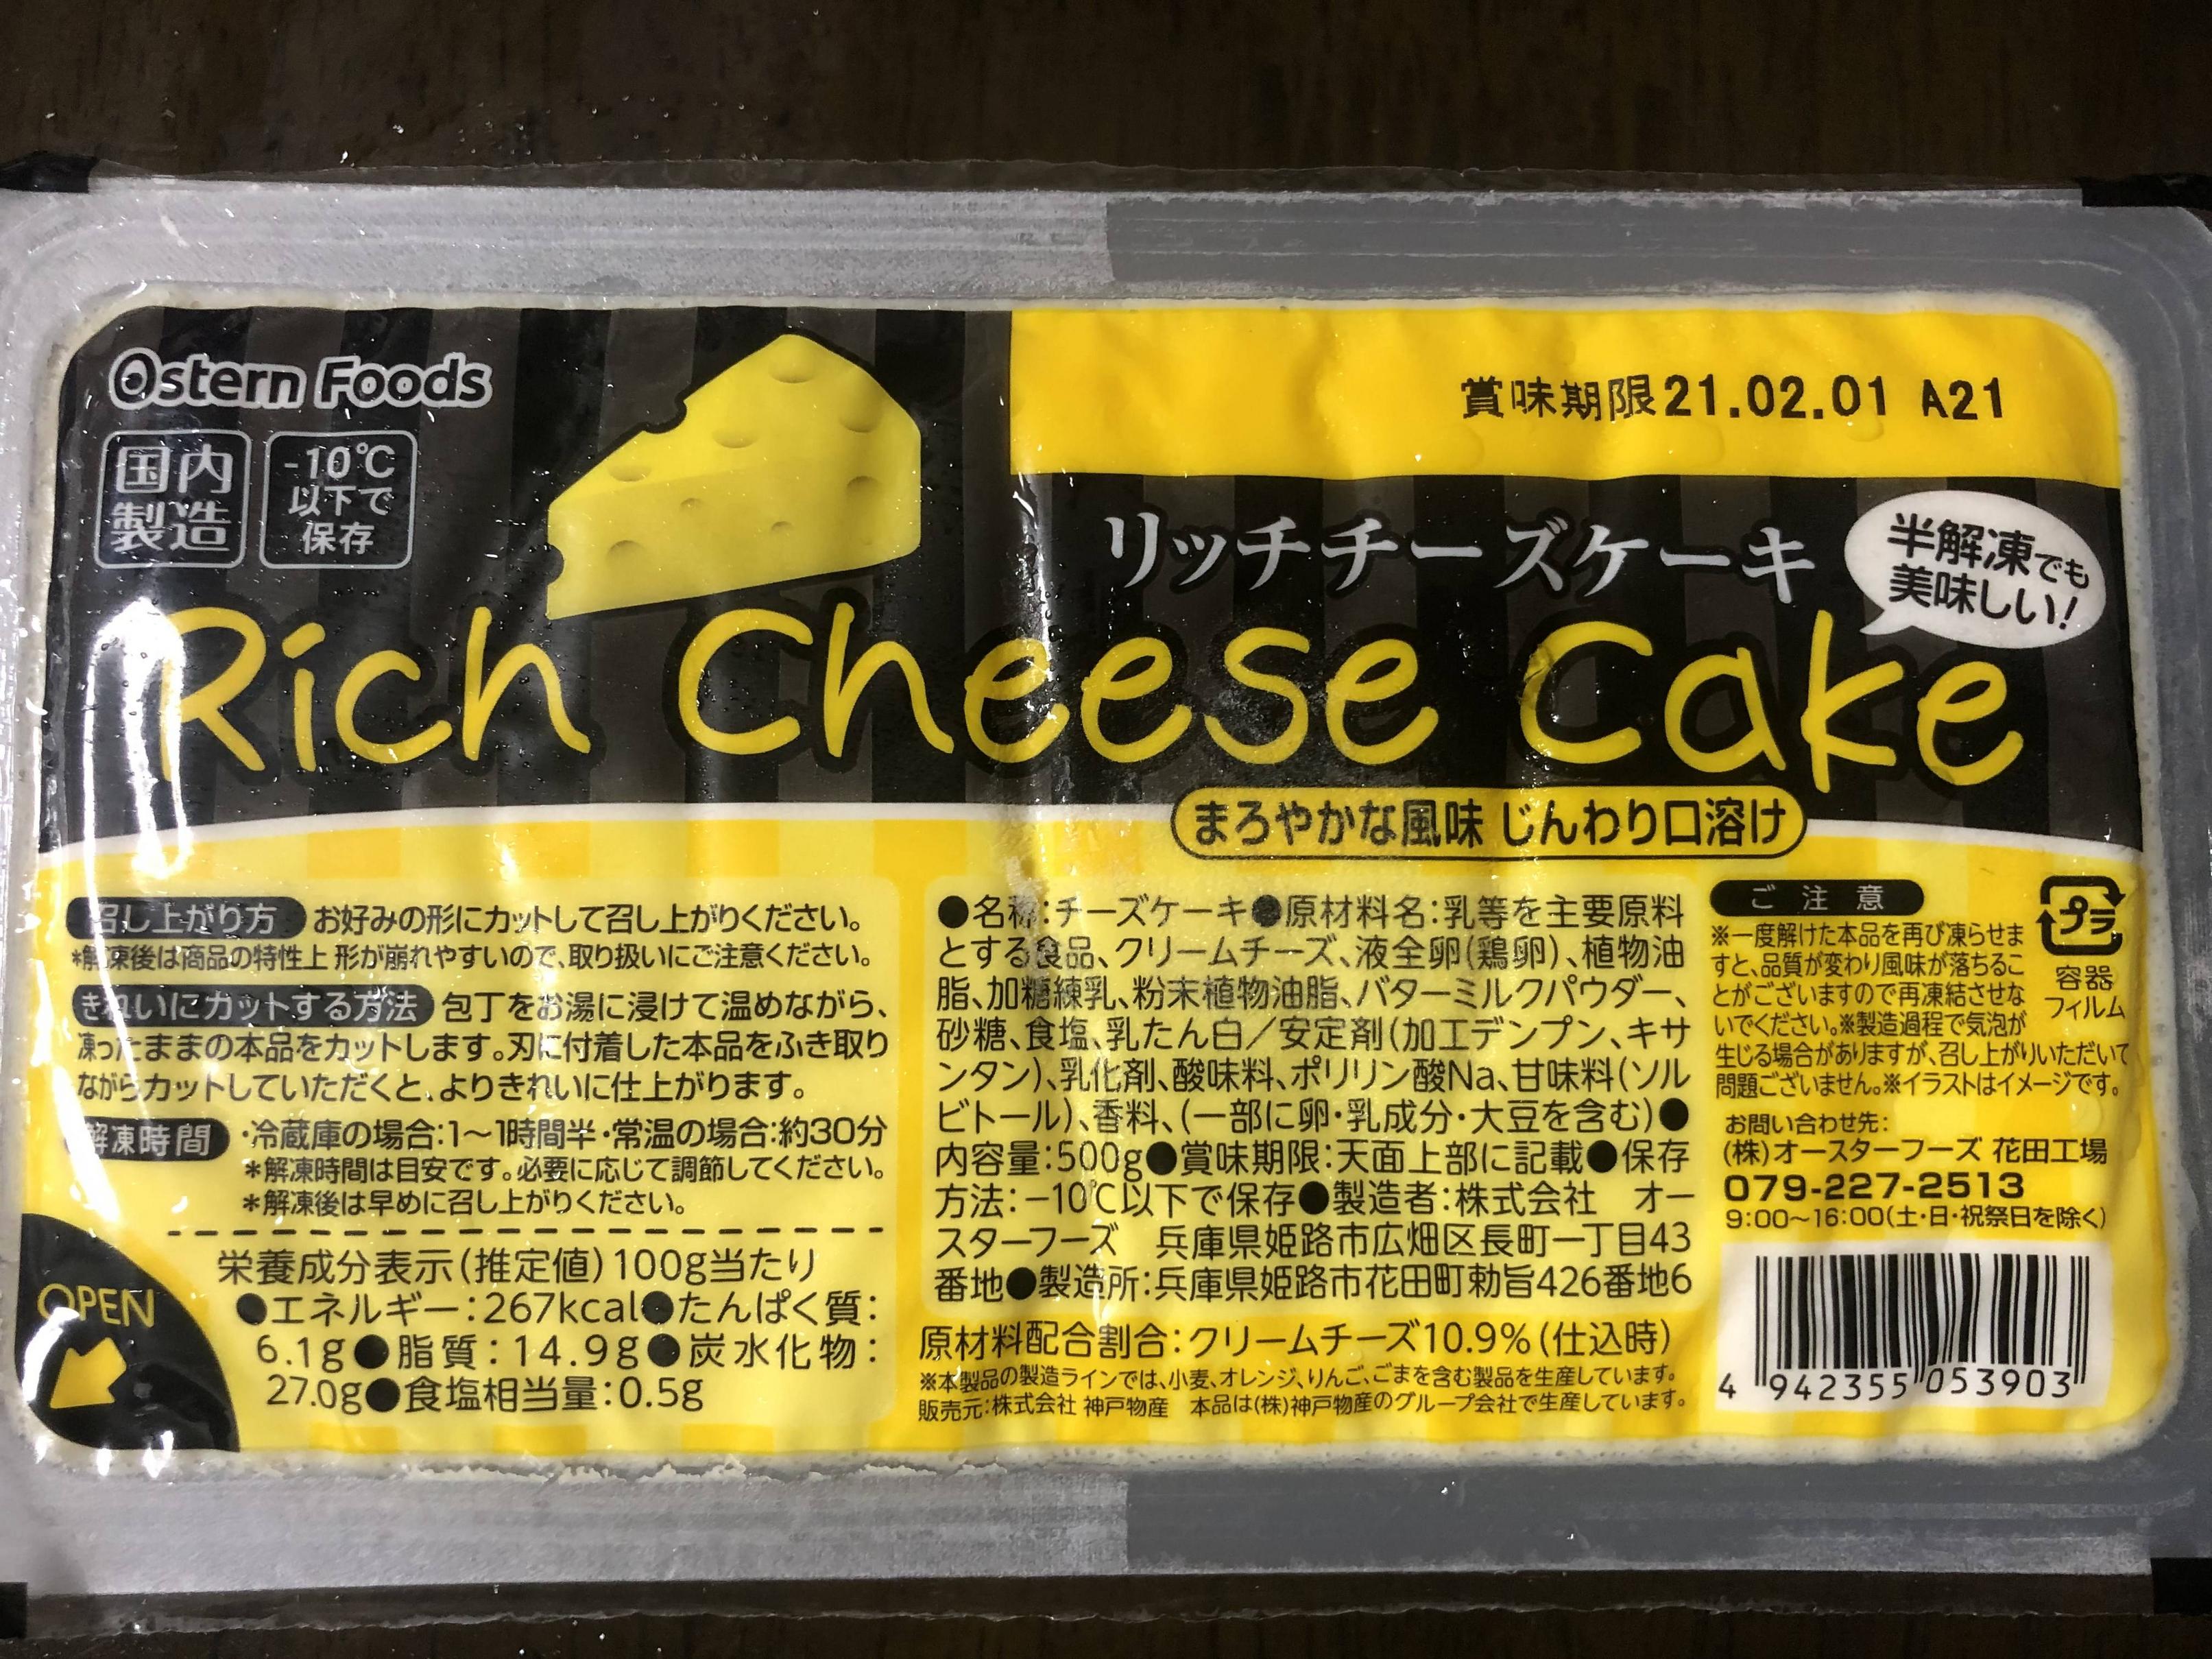 Ostern Foods
国内
製造
-10℃
以下で
保存
賞味期限21.02.01 A21
リッチチーズケーキ
半解凍でも
美味しい!
Rich Cheese Cake
まろやかな風味 じんわり口溶け
召し上がり方 お好みの形にカットして召し上がりください。
*解凍後は商品の特性上 形が崩れやすいので、取り扱いにご注意ください。
きれいにカットする方法 包丁をお湯に浸けて温めながら、
凍ったままの本品をカットします。刃に付着した本品をふき取り
ながらカットしていただくと、よりきれいに仕上がります。
解凍時間 ・冷蔵庫の場合:1〜1時間半・常温の場合:約30分
*解凍時間は目安です。必要に応じて調節してください。
*解凍後は早めに召し上がりください。
栄養成分表示(推定値)100g当たり
●エネルギー:267kcal●たんぱく質:
6.1g●脂質:14.9g●炭水化物:
27.0g●食塩相当量:0.5g
OPEN
●名称:チーズケーキ●原材料名:乳等を主要原料
とする食品、クリームチーズ、液全卵(鶏卵)、植物油
脂、加糖練乳、粉末植物油脂、バターミルクパウダー、
砂糖、食塩、乳たん白/安定剤(加工デンプン、キサ
ンタン)、乳化剤、酸味料、ポリリン酸Na、甘味料(ソル
ビトール)、香料、(一部に卵・乳成分・大豆を含む)●
内容量:500g●賞味期限:天面上部に記載●保存
方法:-10℃以下で保存●製造者:株式会社 オー
スターフーズ 兵庫県姫路市広畑区長町一丁目43
番地●製造所:兵庫県姫路市花田町勅旨426番地6
原材料配合割合:クリームチーズ10.9%(仕込時)
※本製品の製造ラインでは、小麦、オレンジ、りんご、ごまを含む製品を生産しています。
販売元:株式会社 神戸物産 本品は(株)神戸物産のグループ会社で生産しています。
ご注意
※一度解けた本品を再び凍らせま
すと、品質が変わり風味が落ちるこ
とがございますので再凍結させな
いでください。※製造過程で気泡が
生じる場合がありますが、召し上がりいただいて
問題ございません。※イラストはイメージです。
プラ
容器
フィルム
お問い合わせ先:
(株)オースターフーズ 花田工場
079-227-2513
9:00〜16:00(土・日・祝祭日を除く)
4 942355 053903